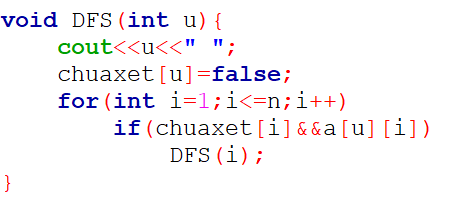 void DFS(int u){
    cout<<u<<" ";
    chuaxet[u]=false;
    for(int i=1;i<=n;i++)
        if(chuaxet[i]&&a[u][i])
            DFS(i);
}